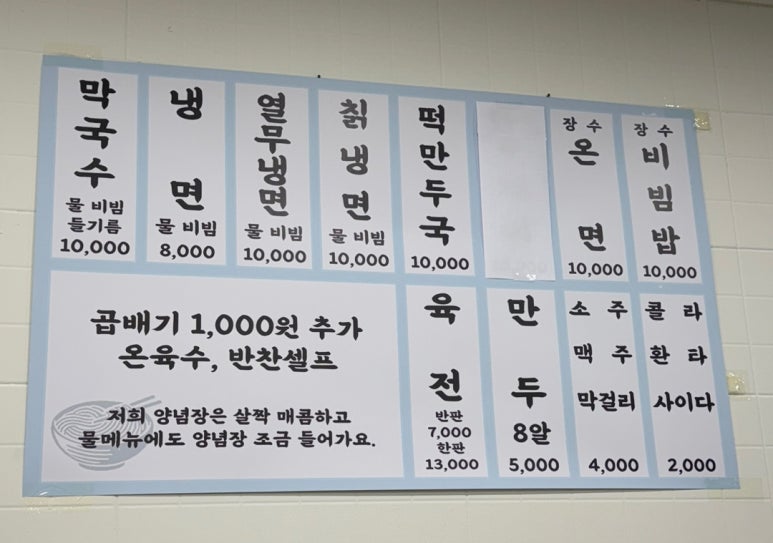 막국수
물 비빔
들기름
10,000
냉면
물 비빔
8,000
열무냉면
물 비빔
10,000
칡냉면
물 비빔
10,000
떡만두국
10,000
장수
온면
10,000
장수
비빔밥
10,000
곱배기 1,000원 추가
온육수, 반찬셀프
저희 양념장은 살짝 매콤하고
물메뉴에도 양념장 조금 들어가요.
육전
반판
7,000
한판
13,000
만두
8알
5,000
소주
맥주
막걸리
4,000
콜라
환타
사이다
2,000